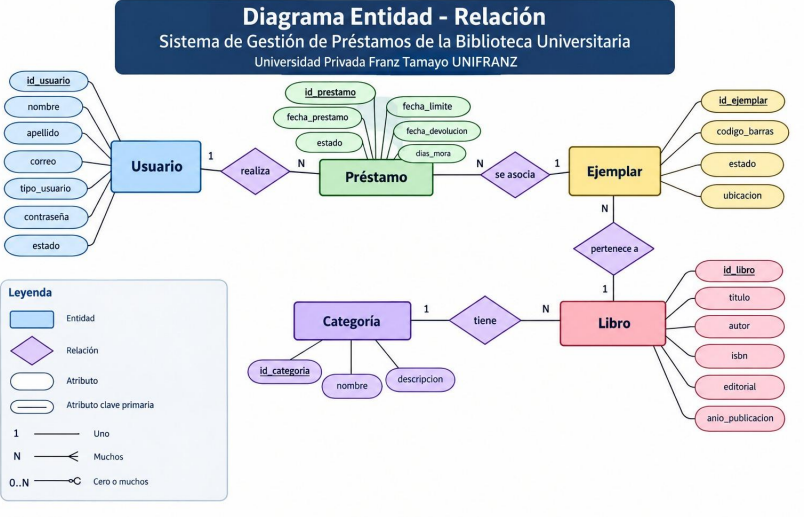 Diagrama Entidad - Relación
Sistema de Gestión de Préstamos de la Biblioteca Universitaria
Universidad Privada Franz Tamayo UNIFRANZ
id_usuario
nombre
apellido
correo
tipo_usuario
contraseña
estado
Usuario
1
realiza
N
id_prestamo
fecha_prestamo
estado
fecha_limite
fecha_devolucion
dias_mora
Préstamo
N
se asocia
1
Ejemplar
id_ejemplar
codigo_barras
estado
ubicacion
N
pertenece a
1
Libro
id_libro
titulo
autor
isbn
editorial
anio_publicacion
N
tiene
1
Categoría
id_categoria
nombre
descripcion
Leyenda
Entidad
Relación
Atributo
Atributo clave primaria
1 Uno
N Muchos
0..N Cero o muchos